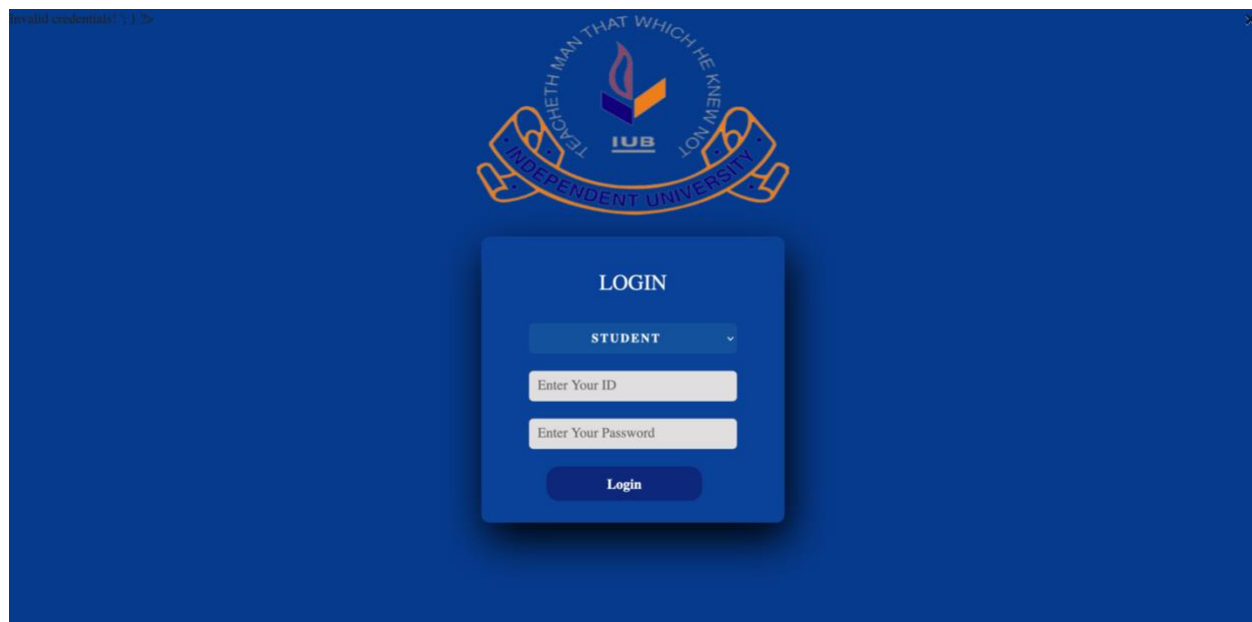 Invalid credentials! '; } ?>
×
TEACHETH MAN THAT WHICH HE KNEW NOT
IUB
· INDEPENDENT UNIVERSITY ·
LOGIN
STUDENT
Enter Your ID
Enter Your Password
Login